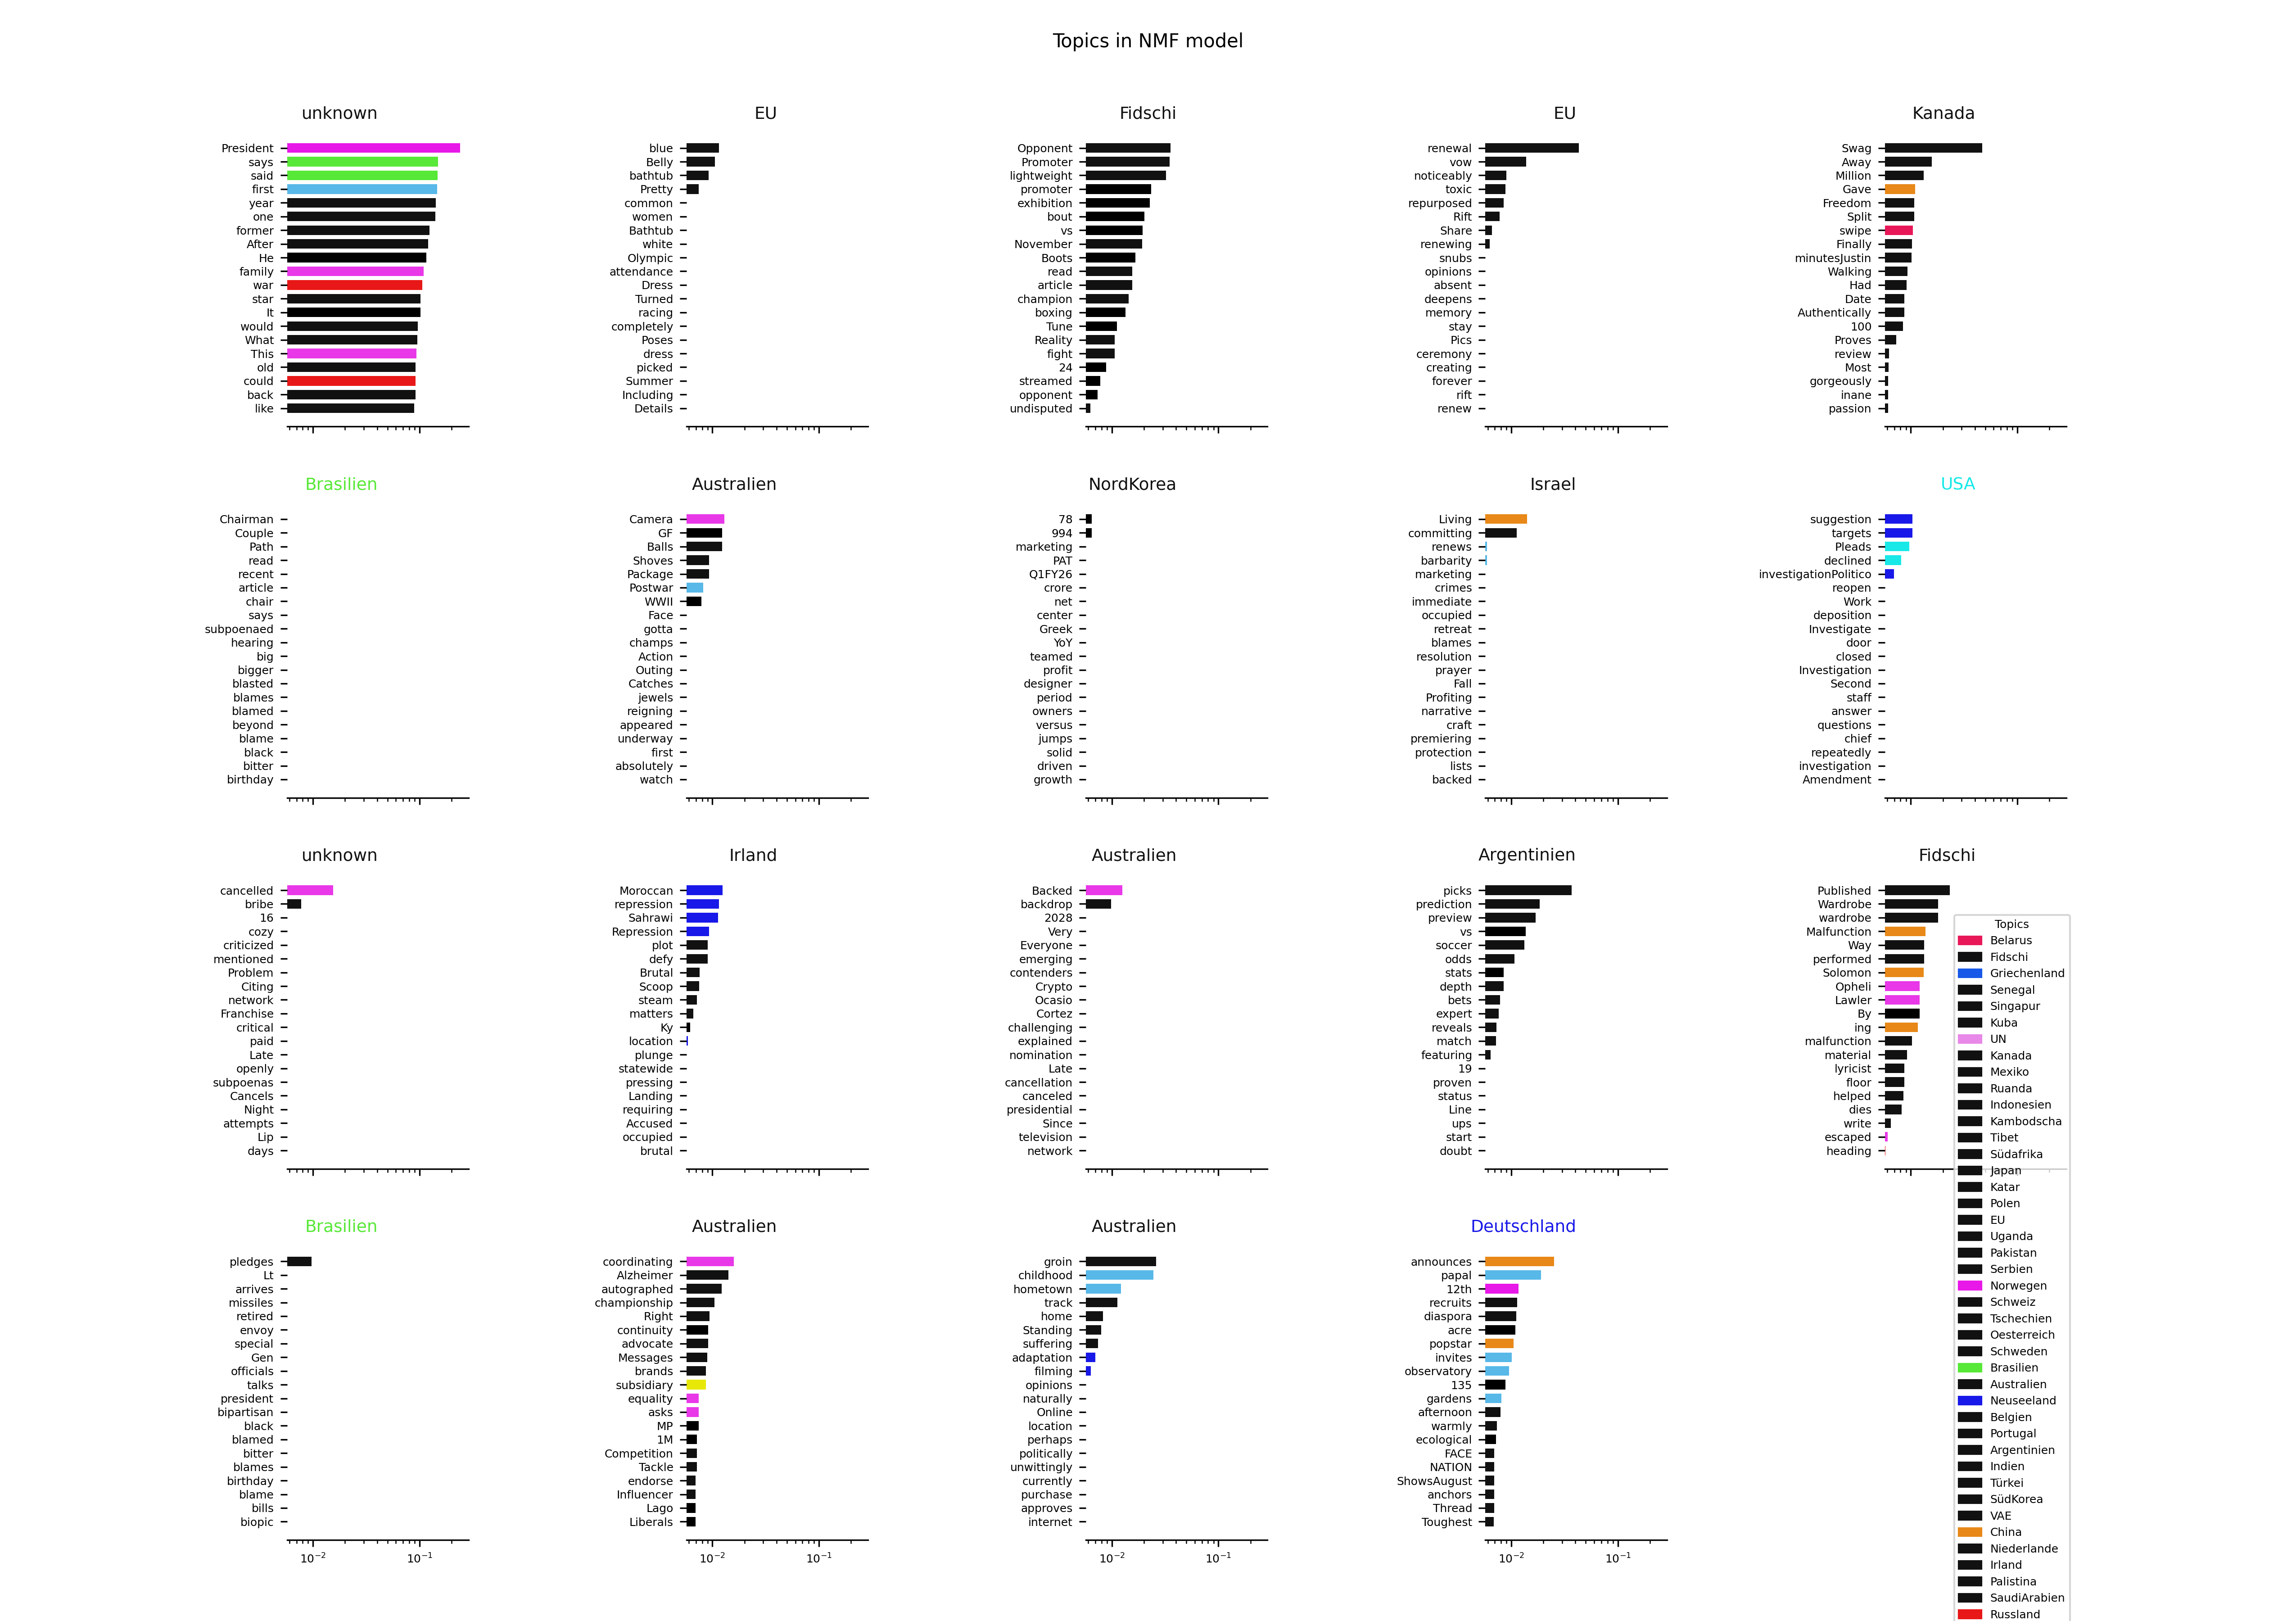 Topics in NMF model
unknown
President
says
said
first
year
one
former
After
He
family
war
star
It
would
What
This
old
could
back
like
EU
blue
Belly
bathtub
Pretty
common
women
Bathtub
white
Olympic
attendance
Dress
Turned
racing
completely
Poses
dress
picked
Summer
Including
Details
Fidschi
Opponent
Promoter
lightweight
promoter
exhibition
bout
vs
November
Boots
read
article
champion
boxing
Tune
Reality
fight
24
streamed
opponent
undisputed
EU
renewal
vow
noticeably
toxic
repurposed
Rift
Share
renewing
snubs
opinions
absent
deepens
memory
stay
Pics
ceremony
creating
forever
rift
renew
Kanada
Swag
Away
Million
Gave
Freedom
Split
swipe
Finally
minutesJustin
Walking
Had
Date
Authentically
100
Proves
review
Most
gorgeously
inane
passion
Brasilien
Chairman
Couple
Path
read
recent
article
chair
says
subpoenaed
hearing
big
bigger
blasted
blames
blamed
beyond
blame
black
bitter
birthday
Australien
Camera
GF
Balls
Shoves
Package
Postwar
WWII
Face
gotta
champs
Action
Outing
Catches
jewels
reigning
appeared
underway
first
absolutely
watch
NordKorea
78
994
marketing
PAT
Q1FY26
crore
net
center
Greek
YoY
teamed
profit
designer
period
owners
versus
jumps
solid
driven
growth
Israel
Living
committing
renews
barbarity
marketing
crimes
immediate
occupied
retreat
blames
resolution
prayer
Fall
Profiting
narrative
craft
premiering
protection
lists
backed
USA
suggestion
targets
Pleads
declined
investigationPolitico
reopen
Work
deposition
Investigate
door
closed
Investigation
Second
staff
answer
questions
chief
repeatedly
investigation
Amendment
unknown
cancelled
bribe
16
cozy
criticized
mentioned
Problem
Citing
network
Franchise
critical
paid
Late
openly
subpoenas
Cancels
Night
attempts
Lip
days
Irland
Moroccan
repression
Sahrawi
Repression
plot
defy
Brutal
Scoop
steam
matters
Ky
location
plunge
statewide
pressing
Landing
requiring
Accused
occupied
brutal
Australien
Backed
backdrop
2028
Very
Everyone
emerging
contenders
Crypto
Ocasio
Cortez
challenging
explained
nomination
Late
cancellation
canceled
presidential
Since
television
network
Argentinien
picks
prediction
preview
vs
soccer
odds
stats
depth
bets
expert
reveals
match
featuring
19
proven
status
Line
ups
start
doubt
Fidschi
Published
Wardrobe
wardrobe
Malfunction
Way
performed
Solomon
Opheli
Lawler
By
ing
malfunction
material
lyricist
floor
helped
dies
write
escaped
heading
Brasilien
pledges
Lt
arrives
missiles
retired
envoy
special
Gen
officials
talks
president
bipartisan
black
blamed
bitter
blames
birthday
blame
bills
biopic
10⁻² 10⁻¹
Australien
coordinating
Alzheimer
autographed
championship
Right
continuity
advocate
Messages
brands
subsidiary
equality
asks
MP
1M
Competition
Tackle
endorse
Influencer
Lago
Liberals
10⁻² 10⁻¹
Australien
groin
childhood
hometown
track
home
Standing
suffering
adaptation
filming
opinions
naturally
Online
location
perhaps
politically
unwittingly
currently
purchase
approves
internet
10⁻² 10⁻¹
Deutschland
announces
papal
12th
recruits
diaspora
acre
popstar
invites
observatory
135
gardens
afternoon
warmly
ecological
FACE
NATION
ShowsAugust
anchors
Thread
Toughest
10⁻² 10⁻¹
Topics
Belarus
Fidschi
Griechenland
Senegal
Singapur
Kuba
UN
Kanada
Mexiko
Ruanda
Indonesien
Kambodscha
Tibet
Südafrika
Japan
Katar
Polen
EU
Uganda
Pakistan
Serbien
Norwegen
Schweiz
Tschechien
Oesterreich
Schweden
Brasilien
Australien
Neuseeland
Belgien
Portugal
Argentinien
Indien
Türkei
SüdKorea
VAE
China
Niederlande
Irland
Palistina
SaudiArabien
Russland